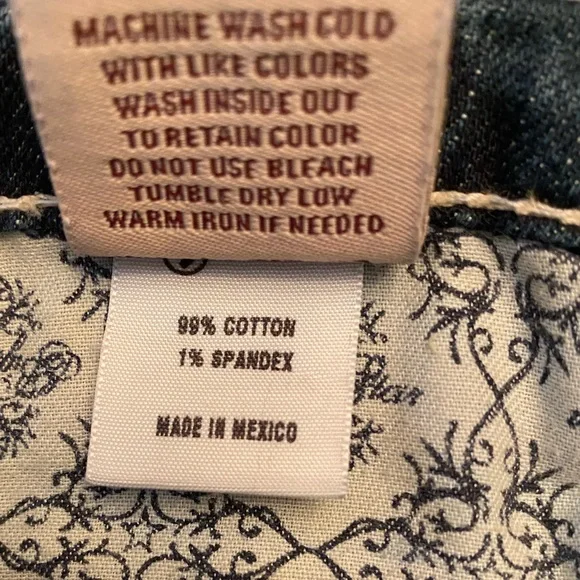 MACHINE WASH COLD
WITH LIKE COLORS
WASH INSIDE OUT
TO RETAIN COLOR
DO NOT USE BLEACH
TUMBLE DRY LOW
WARM IRON IF NEEDED
99% COTTON
1% SPANDEX
MADE IN MEXICO